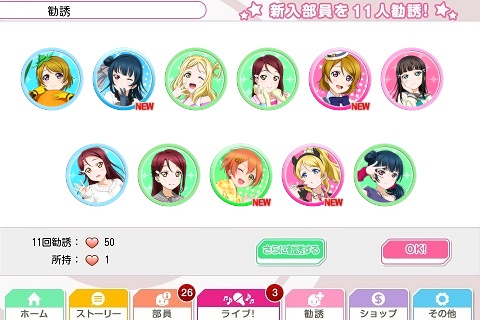 勧誘
新入部員を11人勧誘!
NEW
NEW
NEW
NEW
11回勧誘: 50
所持: 1
さらに勧誘する
OK!
26
3
ホーム
ストーリー
部員
ライブ!
勧誘
ショップ
その他